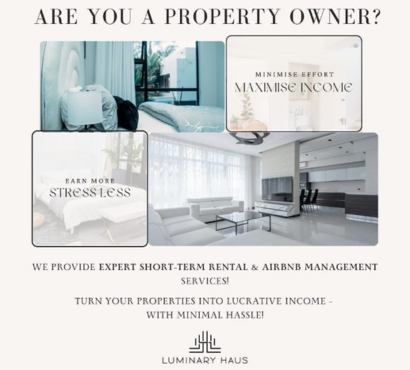 ARE YOU A PROPERTY OWNER?
MINIMISE EFFORT
MAXIMISE INCOME
EARN MORE
STRESS LESS
WE PROVIDE EXPERT SHORT-TERM RENTAL & AIRBNB MANAGEMENT
SERVICES!
TURN YOUR PROPERTIES INTO LUCRATIVE INCOME -
WITH MINIMAL HASSLE!
LUMINARY HAUS